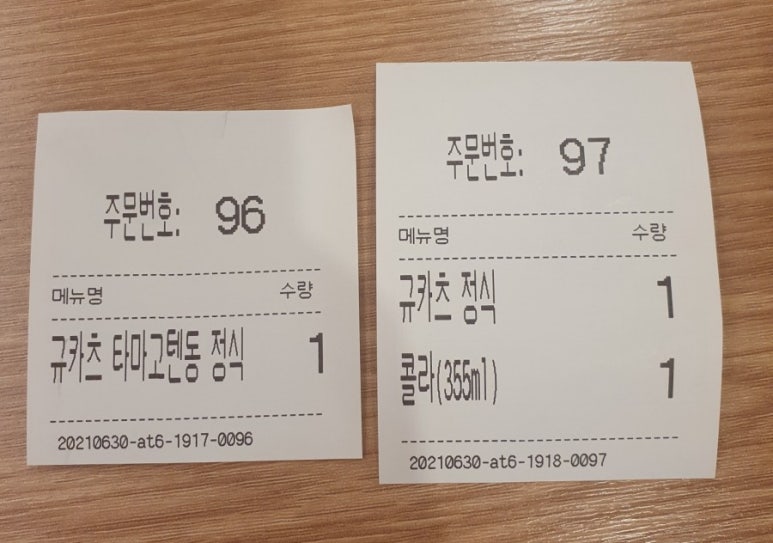 주문번호: 96
메뉴명 수량
규카츠 타마고텐동 정식 1
20210630-at6-1917-0096
주문번호: 97
메뉴명 수량
규카츠 정식 1
콜라(355ml) 1
20210630-at6-1918-0097